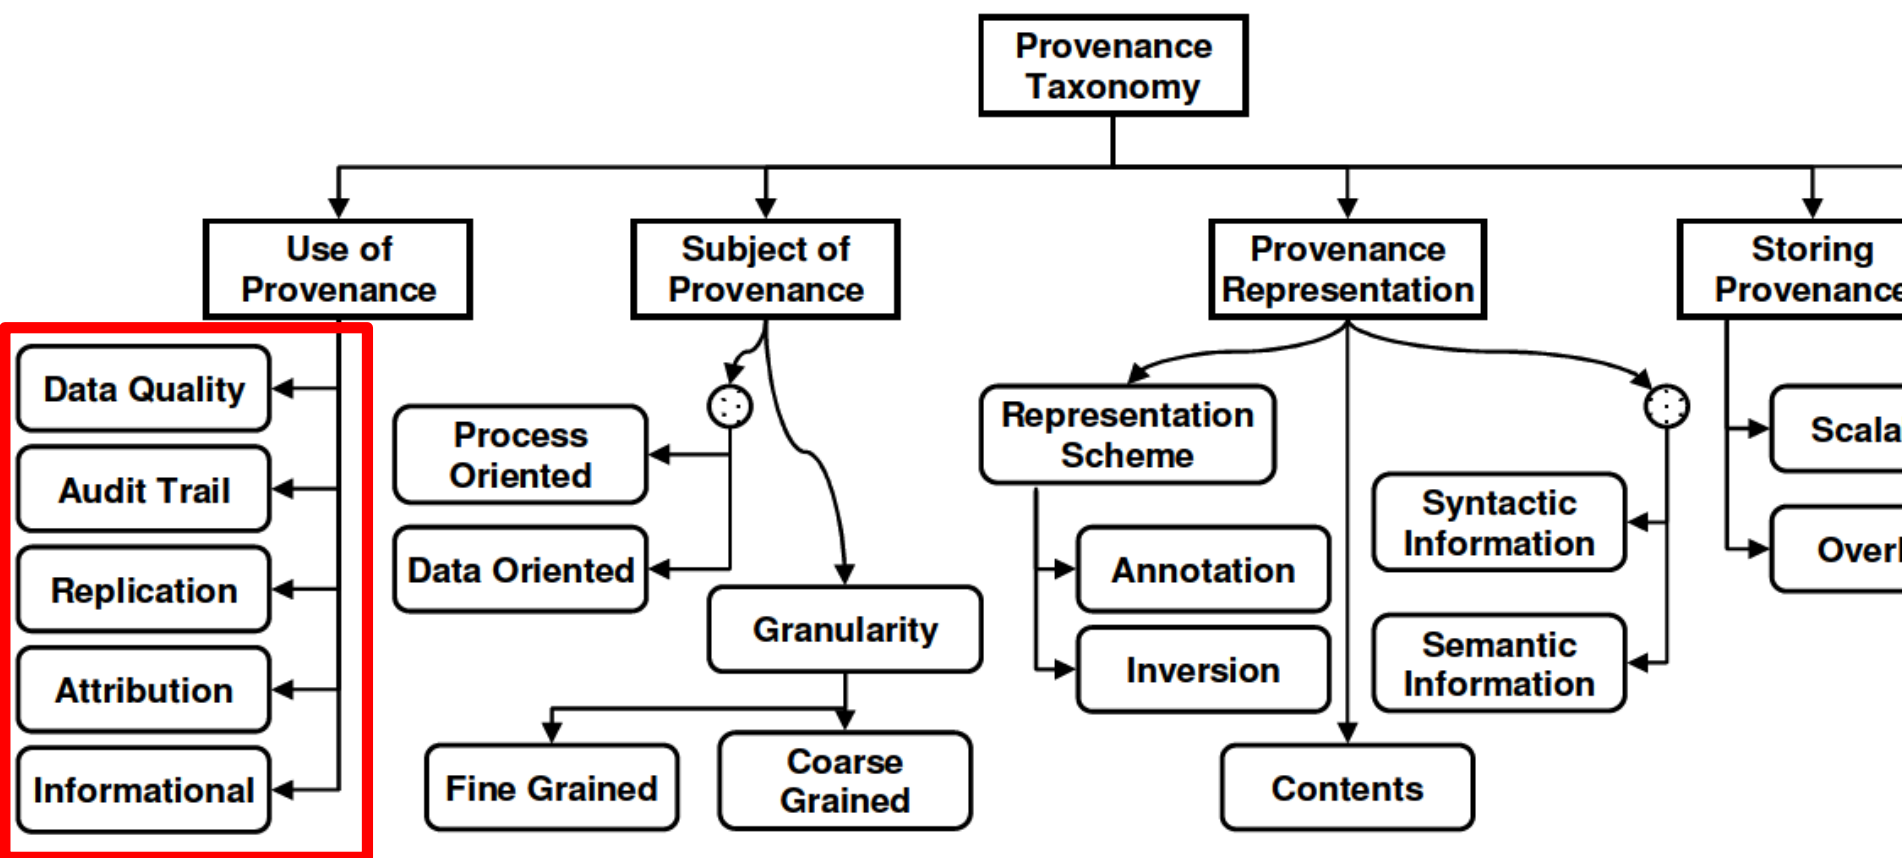 Provenance
Taxonomy
Use of
Provenance
Subject of
Provenance
Provenance
Representation
Storing
Provenance
Data Quality
Audit Trail
Replication
Attribution
Informational
Process
Oriented
Data Oriented
Granularity
Fine Grained
Coarse
Grained
Representation
Scheme
Annotation
Inversion
Contents
Syntactic
Information
Semantic
Information